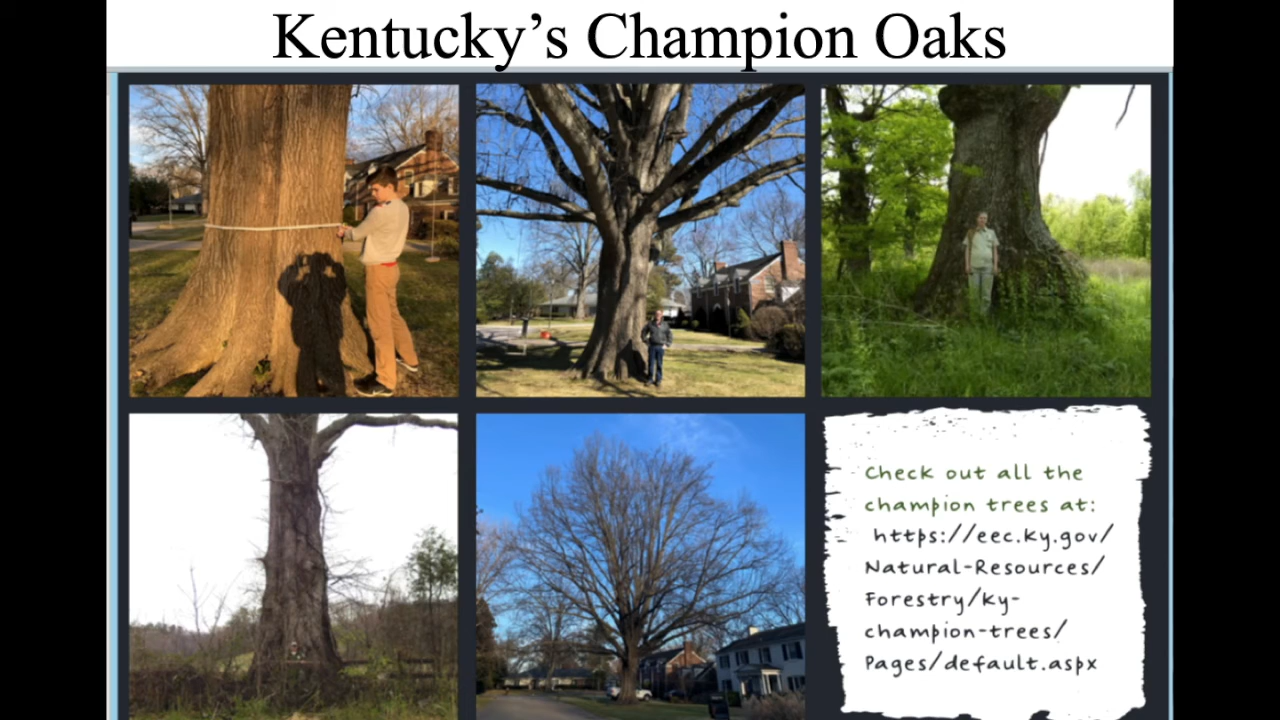 Kentucky’s Champion Oaks
Check out all the
champion trees at:
https://eec.ky.gov/
Natural-Resources/
Forestry/ky-
champion-trees/
Pages/default.aspx